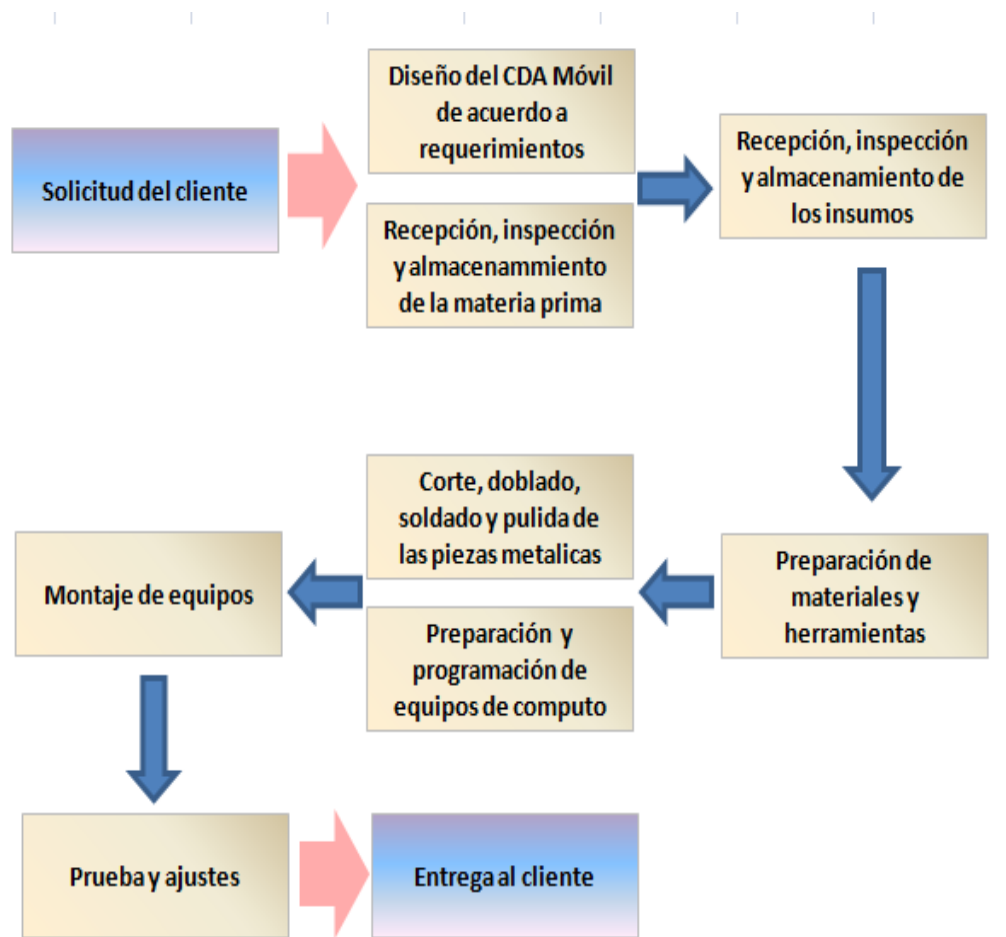 Solicitud del cliente
Diseño del CDA Móvil
de acuerdo a
requerimientos
Recepción, inspección
y almacenammiento
de la materia prima
Recepción, inspección
y almacenamiento de
los insumos
Preparación de
materiales y
herramientas
Corte, doblado,
soldado y pulida de
las piezas metalicas
Preparación y
programación de
equipos de computo
Montaje de equipos
Prueba y ajustes
Entrega al cliente